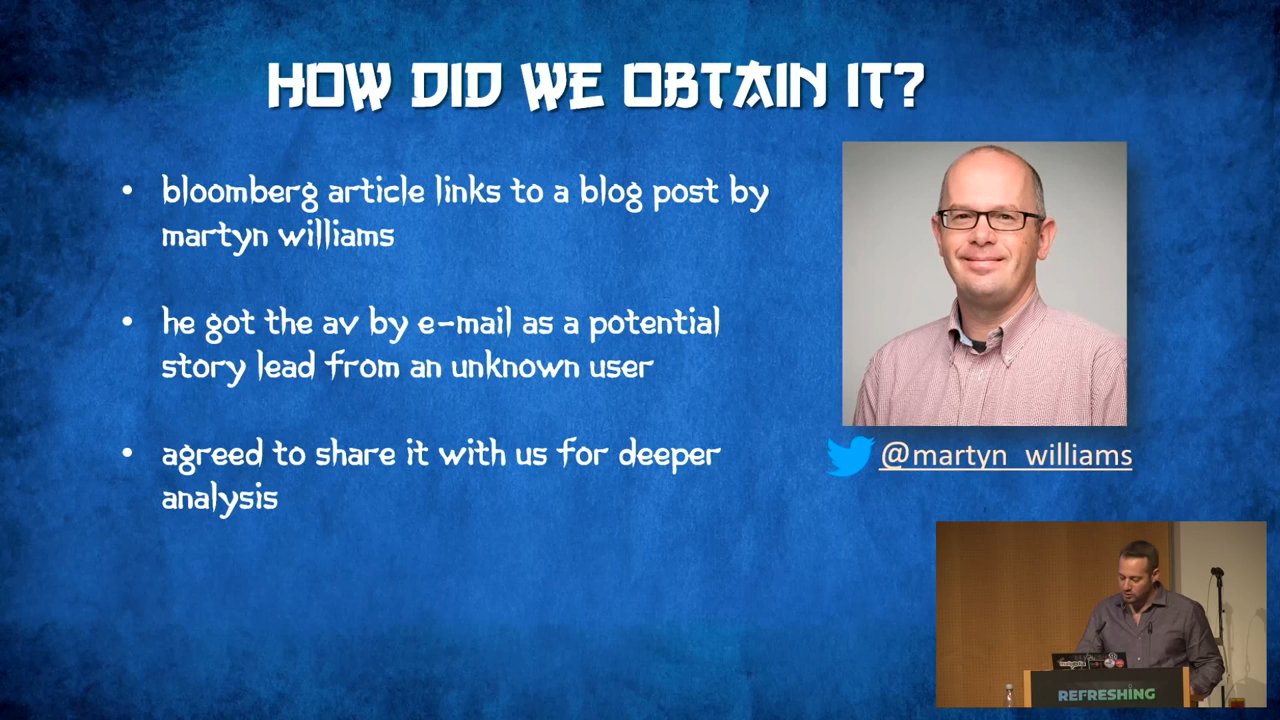 HOW DID WE OBTAIN IT?
• bloomberg article links to a blog post by
martyn williams
• he got the av by e-mail as a potential
story lead from an unknown user
• agreed to share it with us for deeper
analysis
@martyn_williams
REFRESHING